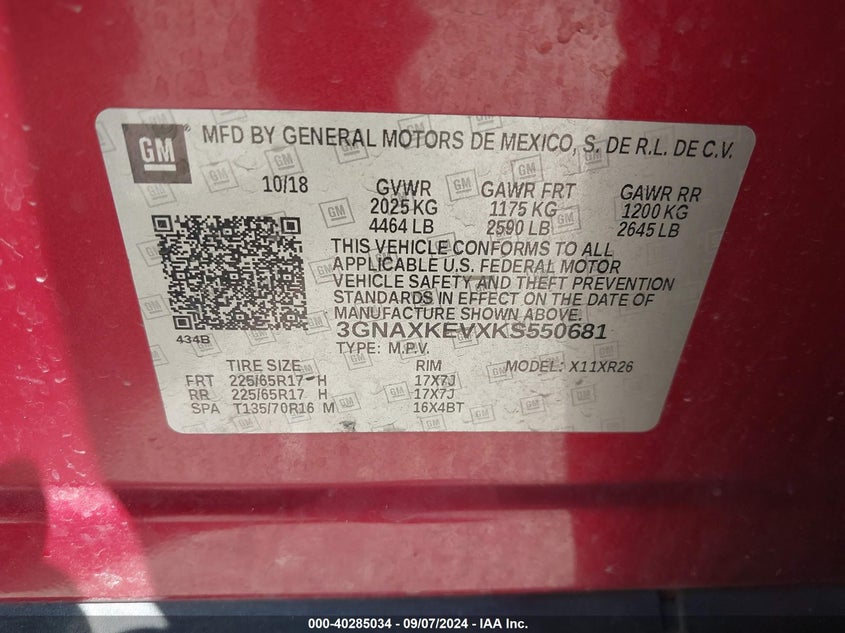 GM ® MFD BY GENERAL MOTORS DE MEXICO, S. DE R.L. DE C.V.
10/18 GVWR GAWR FRT GAWR RR
2025 KG 1175 KG 1200 KG
4464 LB 2590 LB 2645 LB
THIS VEHICLE CONFORMS TO ALL
APPLICABLE U.S. FEDERAL MOTOR
VEHICLE SAFETY AND THEFT PREVENTION
STANDARDS IN EFFECT ON THE DATE OF
MANUFACTURE SHOWN ABOVE.
434B
3GNAXKEVXKS550681
TYPE: M.P.V. MODEL: X11XR26
TIRE SIZE RIM
FRT 225/65R17 H 17X7J
RR 225/65R17 H 17X7J
SPA T135/70R16 M 16X4BT
000-40285034 - 09/07/2024 - IAA Inc.